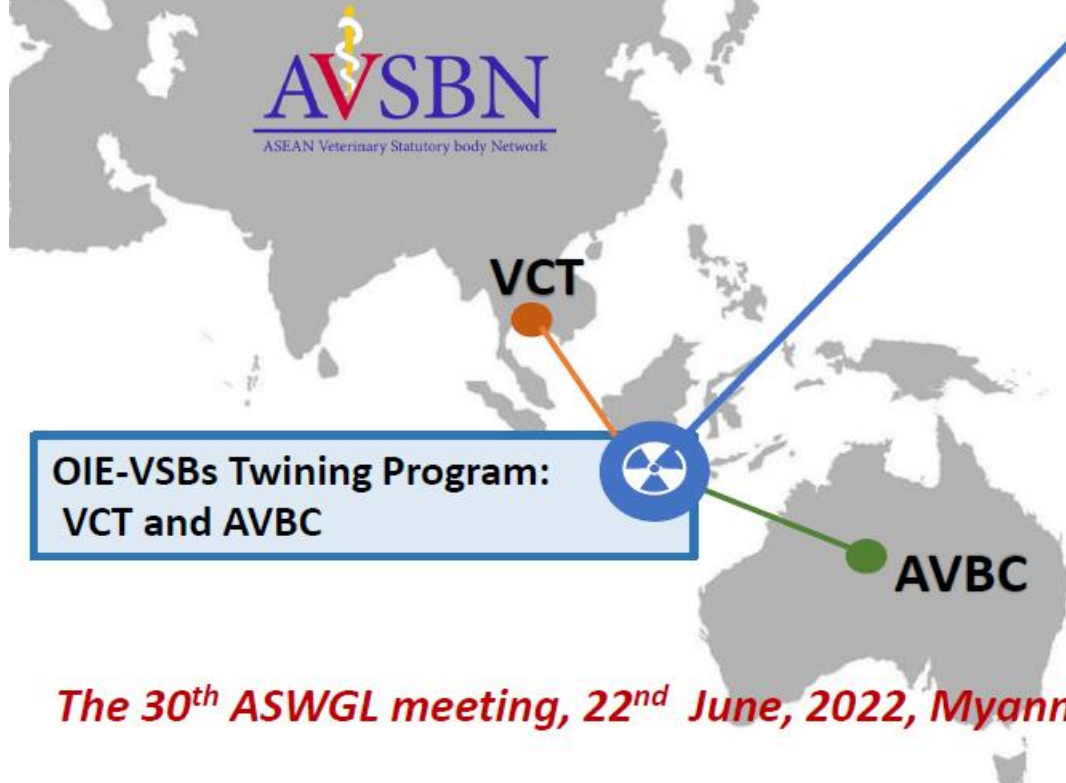 AVSBN
ASEAN Veterinary Statutory body Network
VCT
OIE-VSBs Twining Program:
VCT and AVBC
AVBC
The 30th ASWGL meeting, 22nd June, 2022, Myann